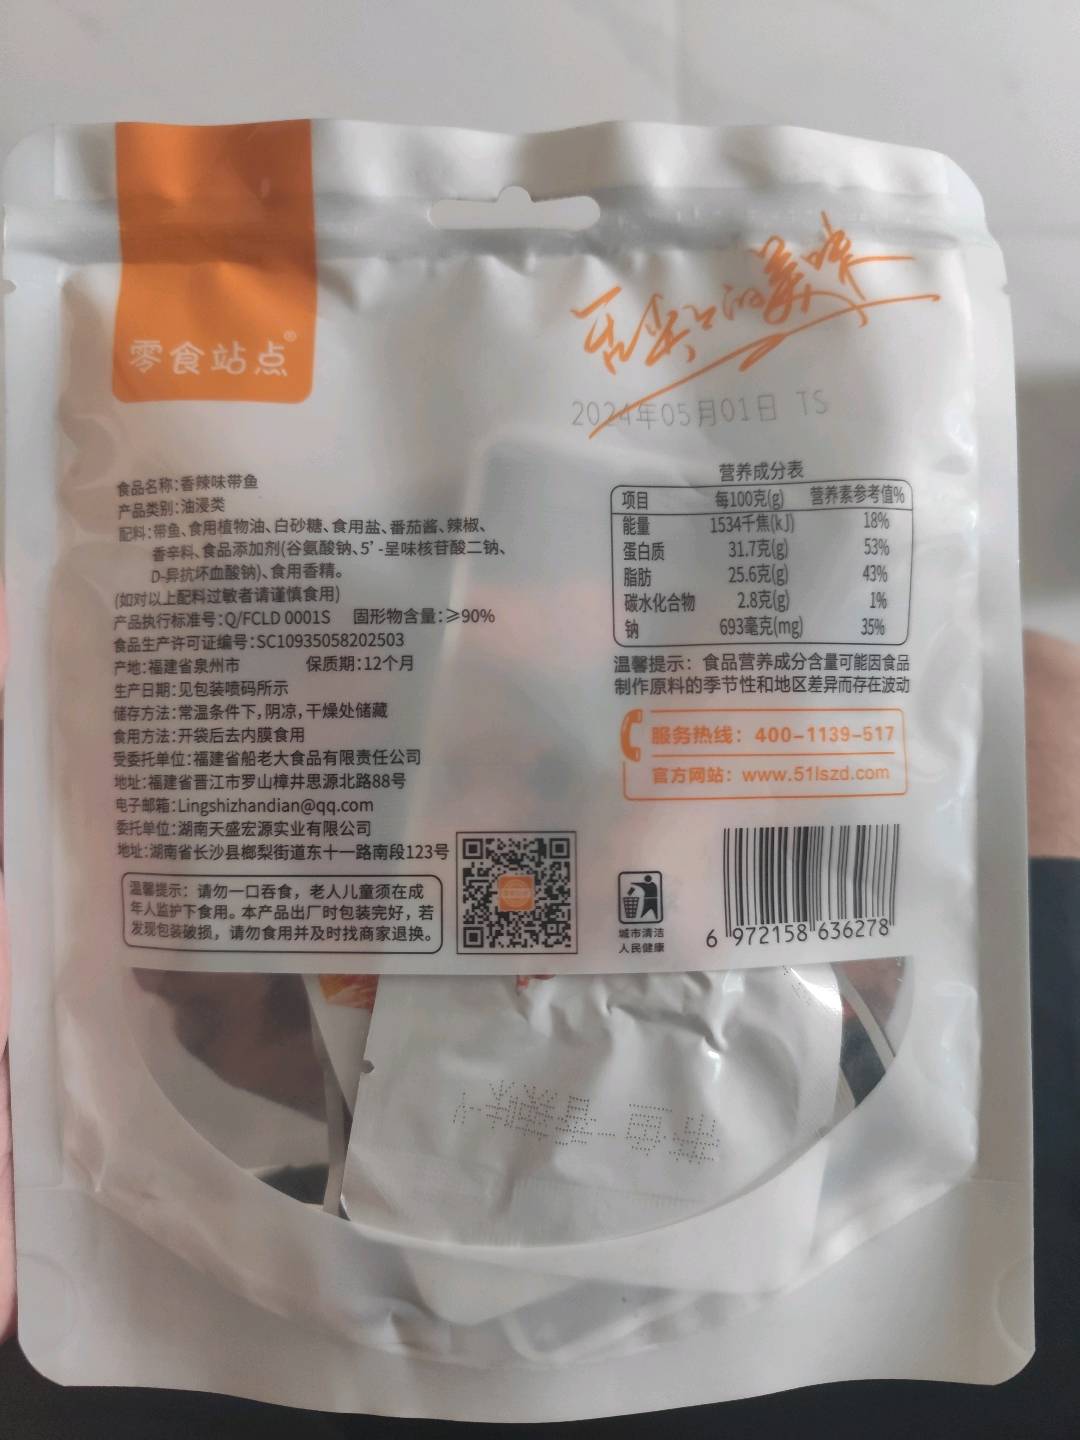 零食站点®
舌尖上的美味
2024年05月01日 TS
食品名称:香辣味带鱼
产品类别:油浸类
配料:带鱼、食用植物油、白砂糖、食用盐、番茄酱、辣椒、
香辛料、食品添加剂(谷氨酸钠、5'-呈味核苷酸二钠、
D-异抗坏血酸钠)、食用香精。
(如对以上配料过敏者请谨慎食用)
产品执行标准号:Q/FCLD 0001S 固形物含量:≥90%
食品生产许可证编号:SC10935058202503
产地:福建省泉州市 保质期:12个月
生产日期:见包装喷码所示
储存方法:常温条件下,阴凉,干燥处储藏
食用方法:开袋后去内膜食用
受委托单位:福建省船老大食品有限责任公司
地址:福建省晋江市罗山樟井思源北路88号
电子邮箱:Lingshizhandian@qq.com
委托单位:湖南天盛宏源实业有限公司
地址:湖南省长沙县榔梨街道东十一路南段123号
温馨提示：请勿一口吞食，老人儿童须在成
年人监护下食用。本产品出厂时包装完好，若
发现包装破损，请勿食用并及时找商家退换。
营养成分表
项目 每100克(g) 营养素参考值%
能量 1534千焦(kJ) 18%
蛋白质 31.7克(g) 53%
脂肪 25.6克(g) 43%
碳水化合物 2.8克(g) 1%
钠 693毫克(mg) 35%
温馨提示：食品营养成分含量可能因食品
制作原料的季节性和地区差异而存在波动
服务热线：400-1139-517
官方网站：www.51lszd.com
城市清洁
人民健康
6 972158 636278